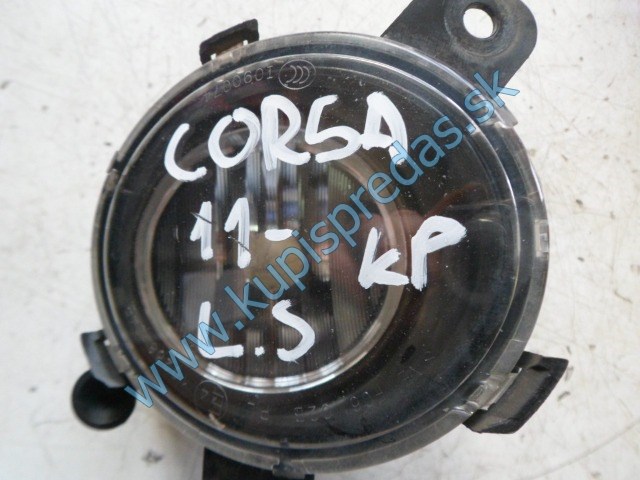 CORSA
11- KP
L.S
www.kupispredas.sk